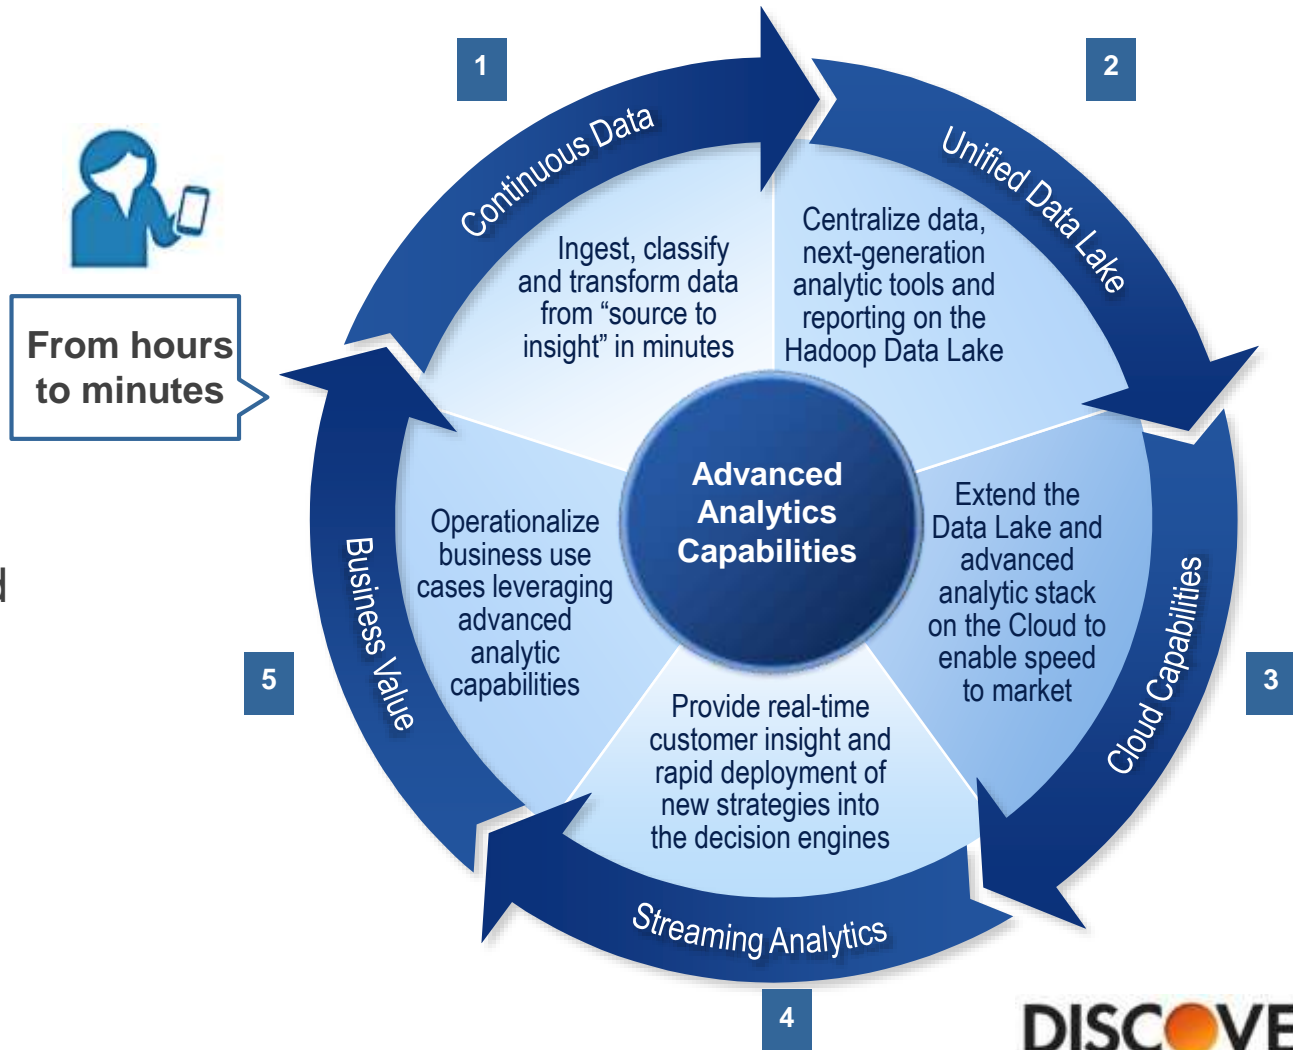 1
2
Continuous Data
Unified Data Lake
Ingest, classify
and transform data
from “source to
insight” in minutes
Centralize data,
next-generation
analytic tools and
reporting on the
Hadoop Data Lake
From hours
to minutes
Advanced
Analytics
Capabilities
Operationalize
business use
cases leveraging
advanced
analytic
capabilities
Extend the
Data Lake and
advanced
analytic stack
on the Cloud to
enable speed
to market
Business Value
Cloud Capabilities
5
3
Provide real-time
customer insight and
rapid deployment of
new strategies into
the decision engines
Streaming Analytics
4
DISCOVE